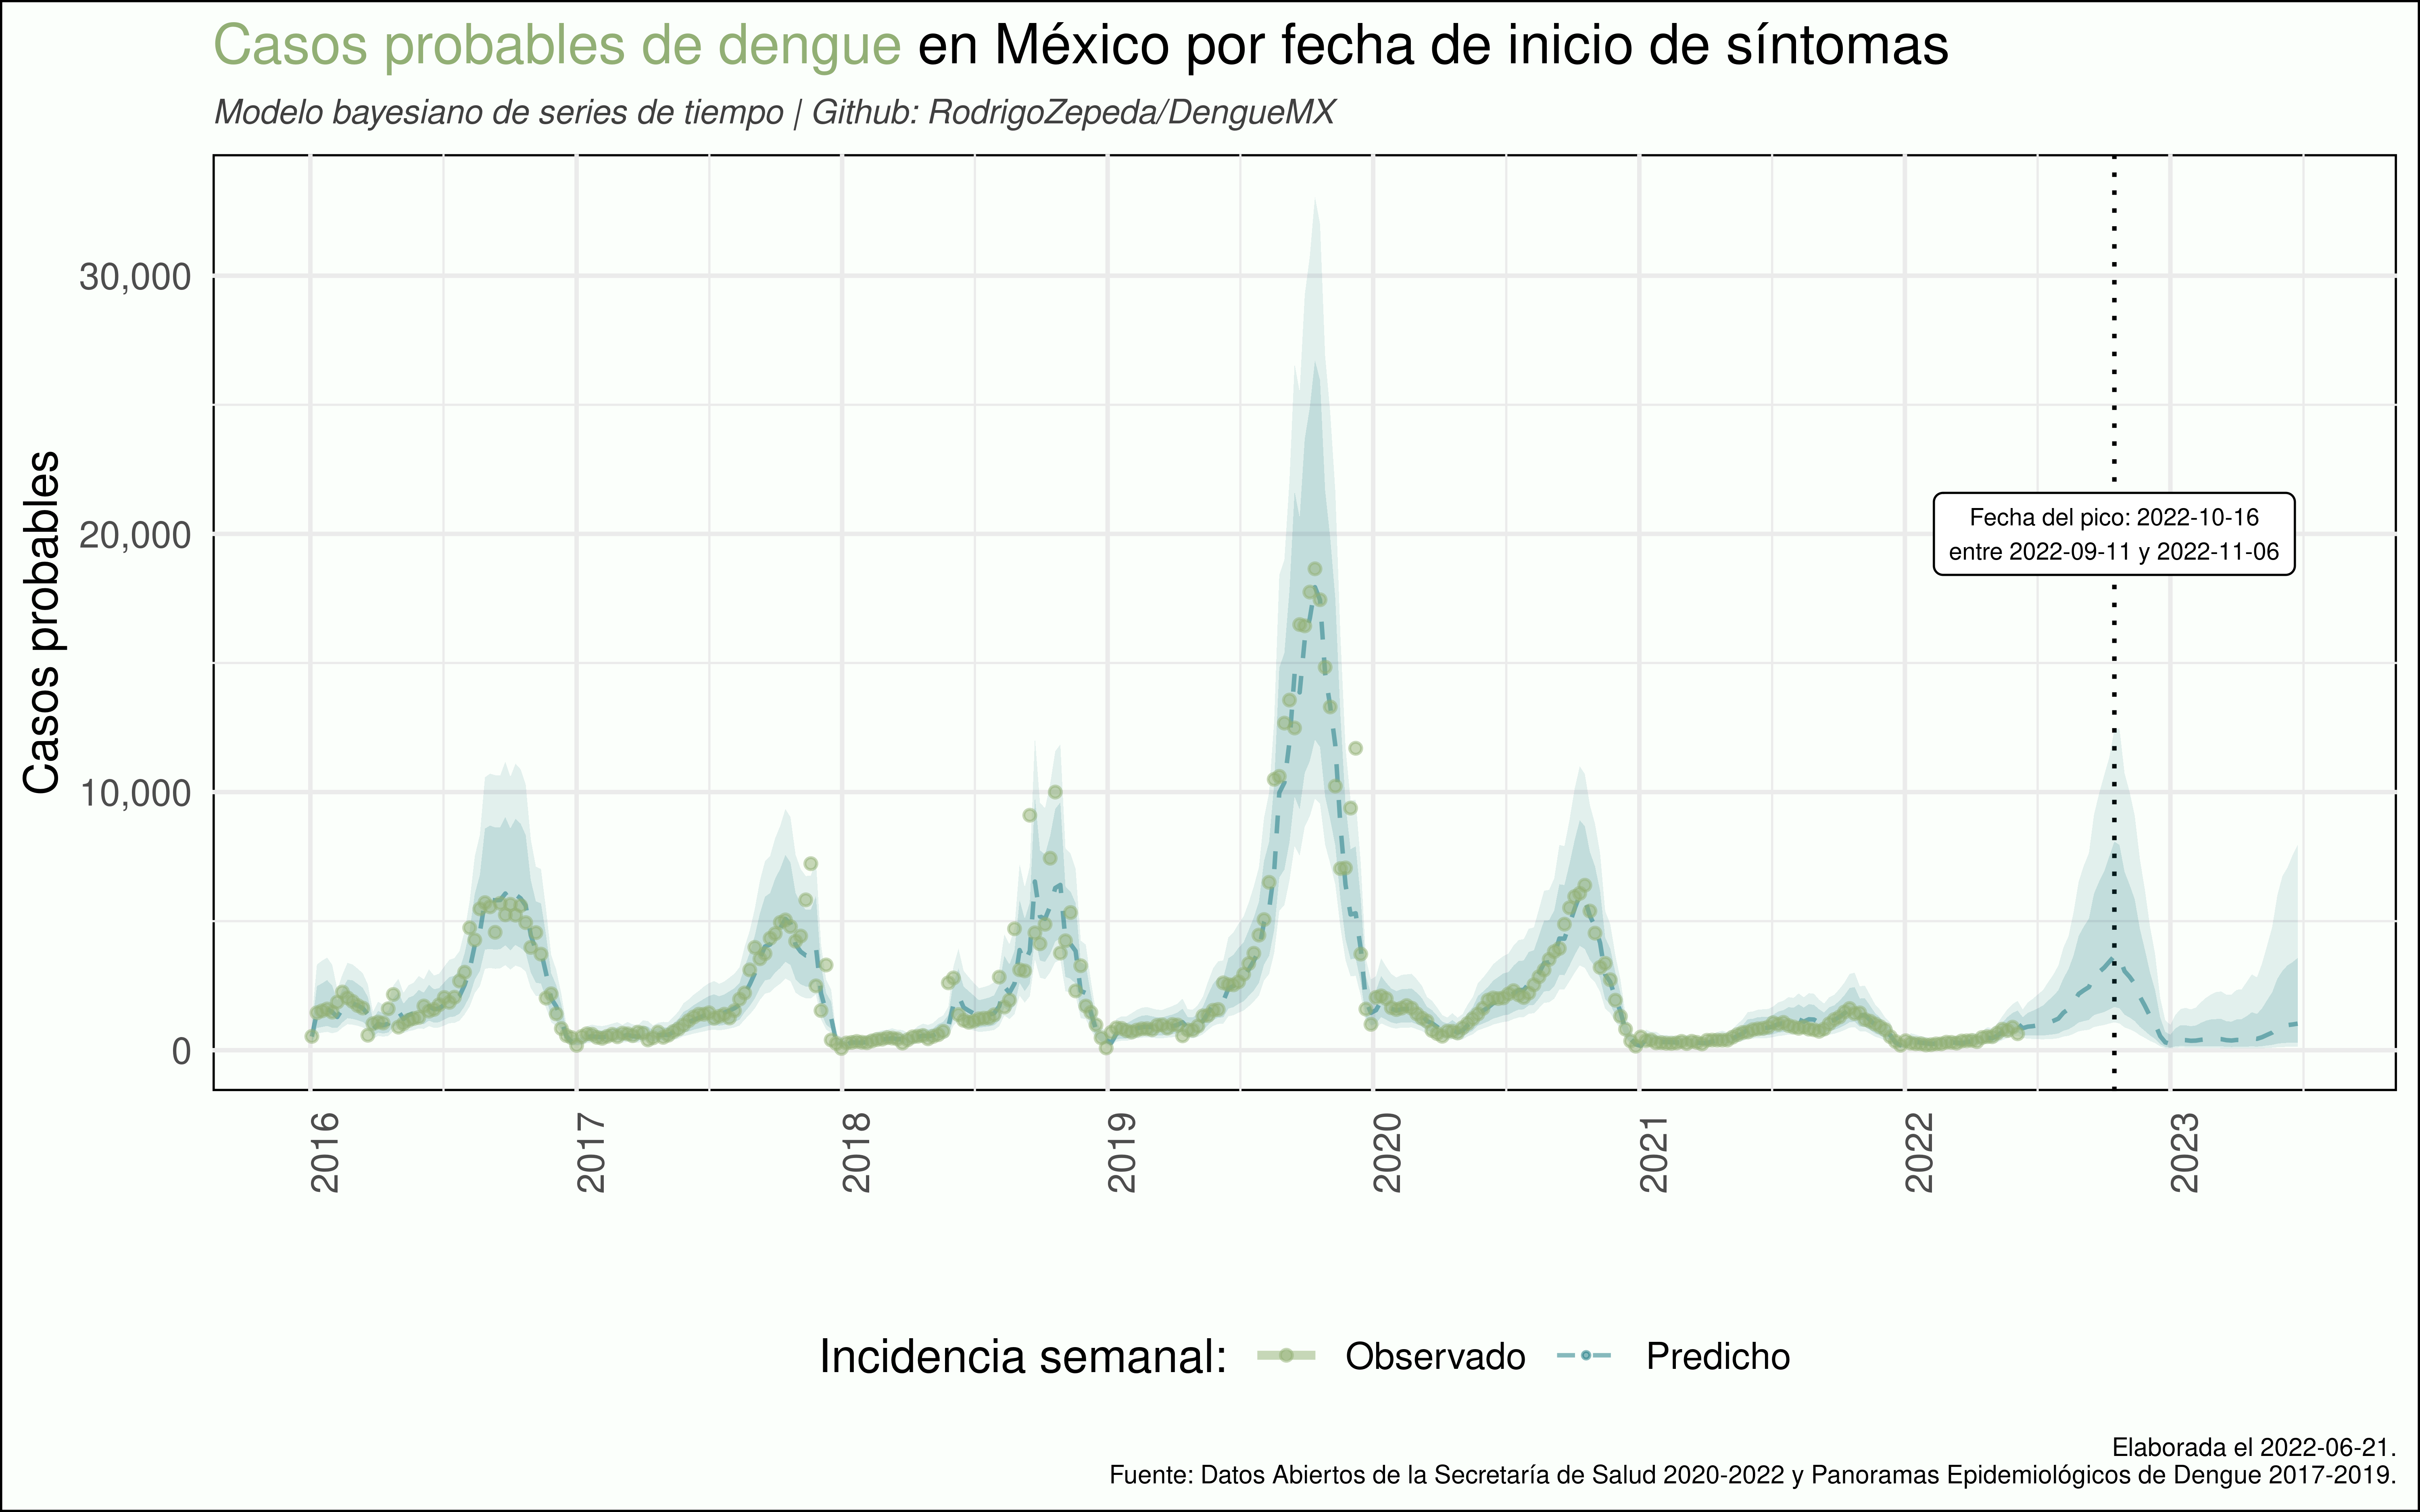 Casos probables de dengue en México por fecha de inicio de síntomas
Modelo bayesiano de series de tiempo | Github: RodrigoZepeda/DengueMX
Casos probables
30,000
20,000
10,000
0
Fecha del pico: 2022-10-16
entre 2022-09-11 y 2022-11-06
2016
2017
2018
2019
2020
2021
2022
2023
Incidencia semanal: Observado Predicho
Elaborada el 2022-06-21.
Fuente: Datos Abiertos de la Secretaría de Salud 2020-2022 y Panoramas Epidemiológicos de Dengue 2017-2019.